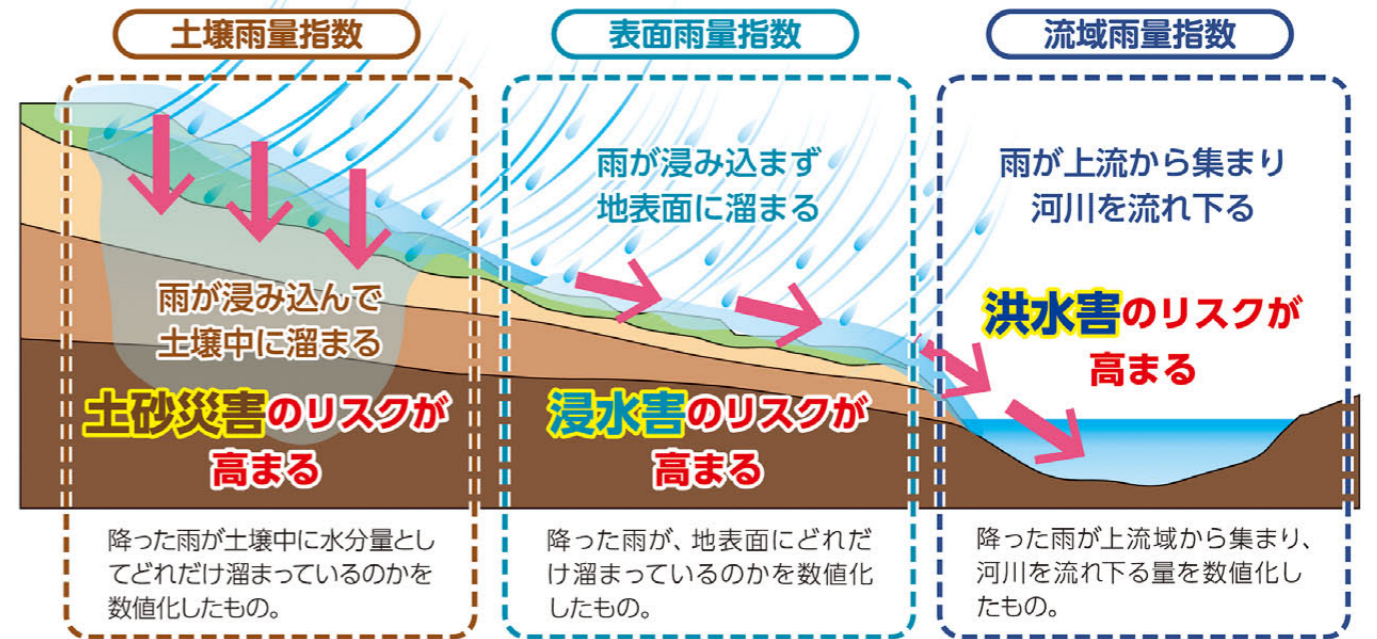 土壌雨量指数
雨が浸み込んで
土壌中に溜まる
土砂災害のリスクが
高まる
降った雨が土壌中に水分量とし
てどれだけ溜まっているのかを
数値化したもの。
表面雨量指数
雨が浸み込まず
地表面に溜まる
浸水害のリスクが
高まる
降った雨が、地表面にどれだ
け溜まっているのかを数値化
したもの。
流域雨量指数
雨が上流から集まり
河川を流れ下る
洪水害のリスクが
高まる
降った雨が上流域から集まり、
河川を流れ下る量を数値化し
たもの。